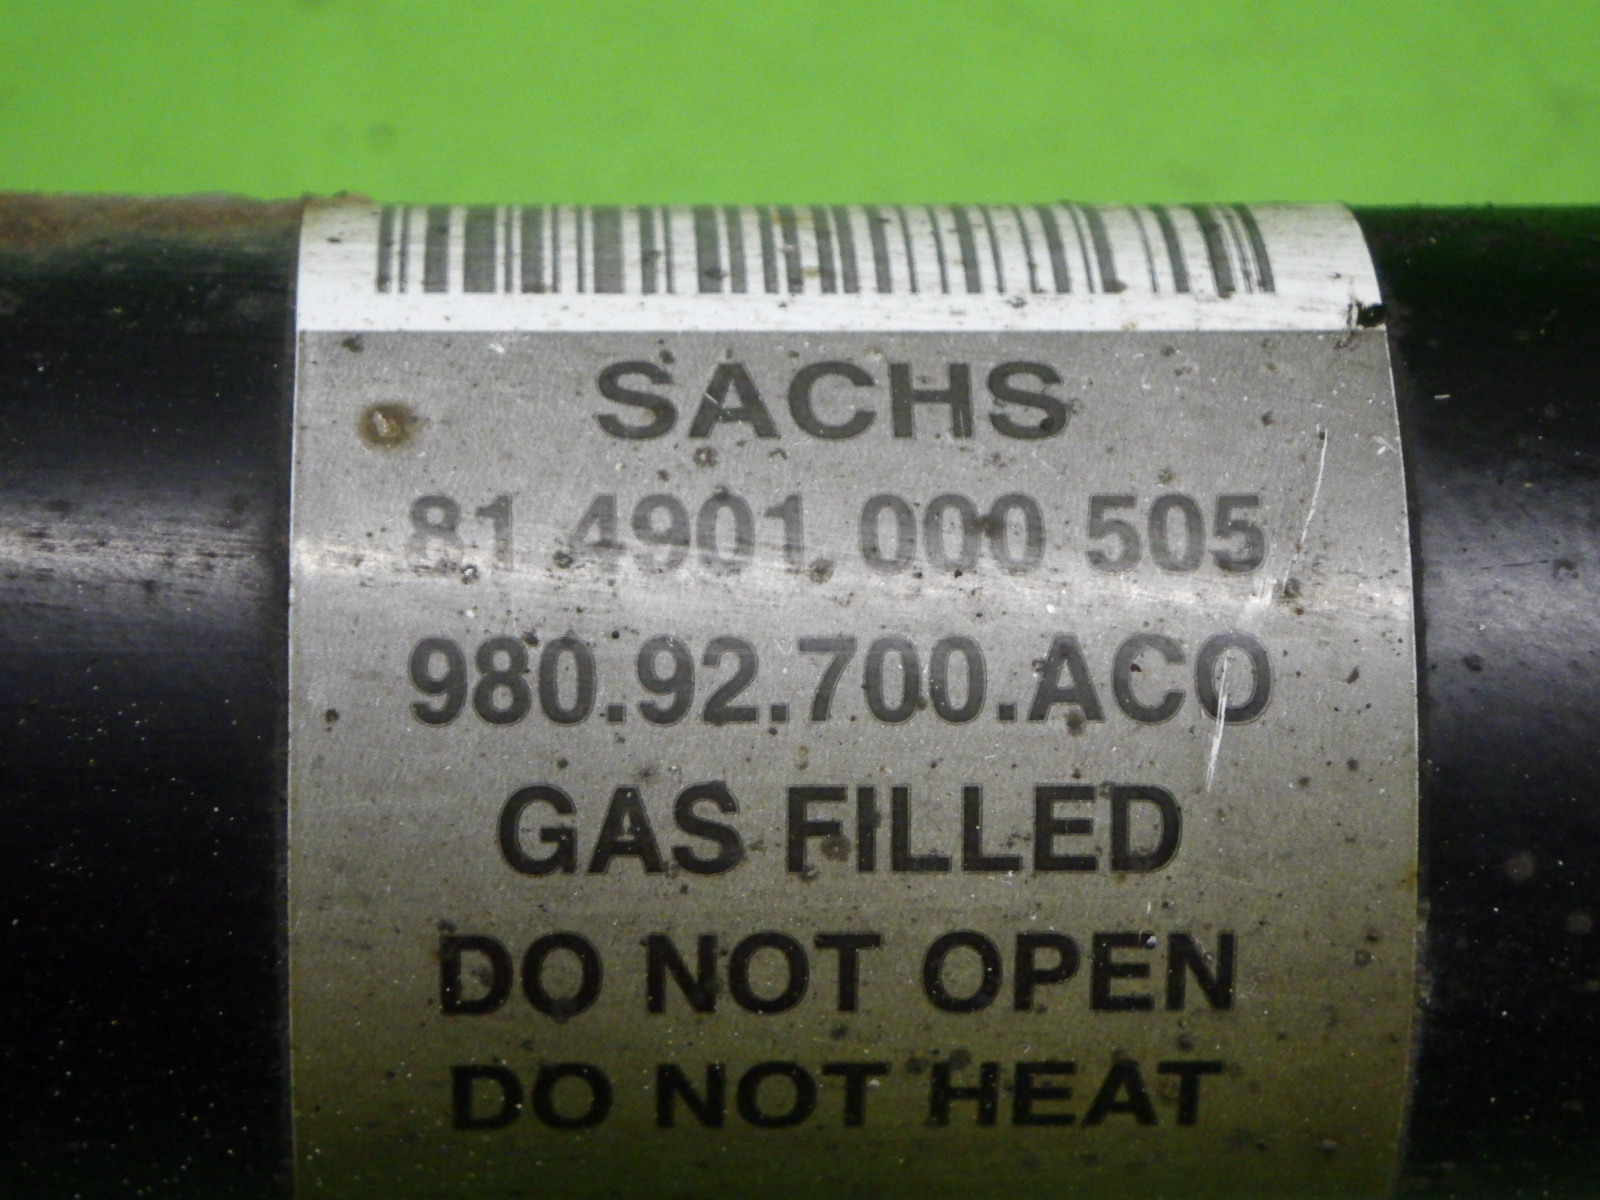 SACHS
81 4901 000 505
980.92.700.ACO
GAS FILLED
DO NOT OPEN
DO NOT HEAT